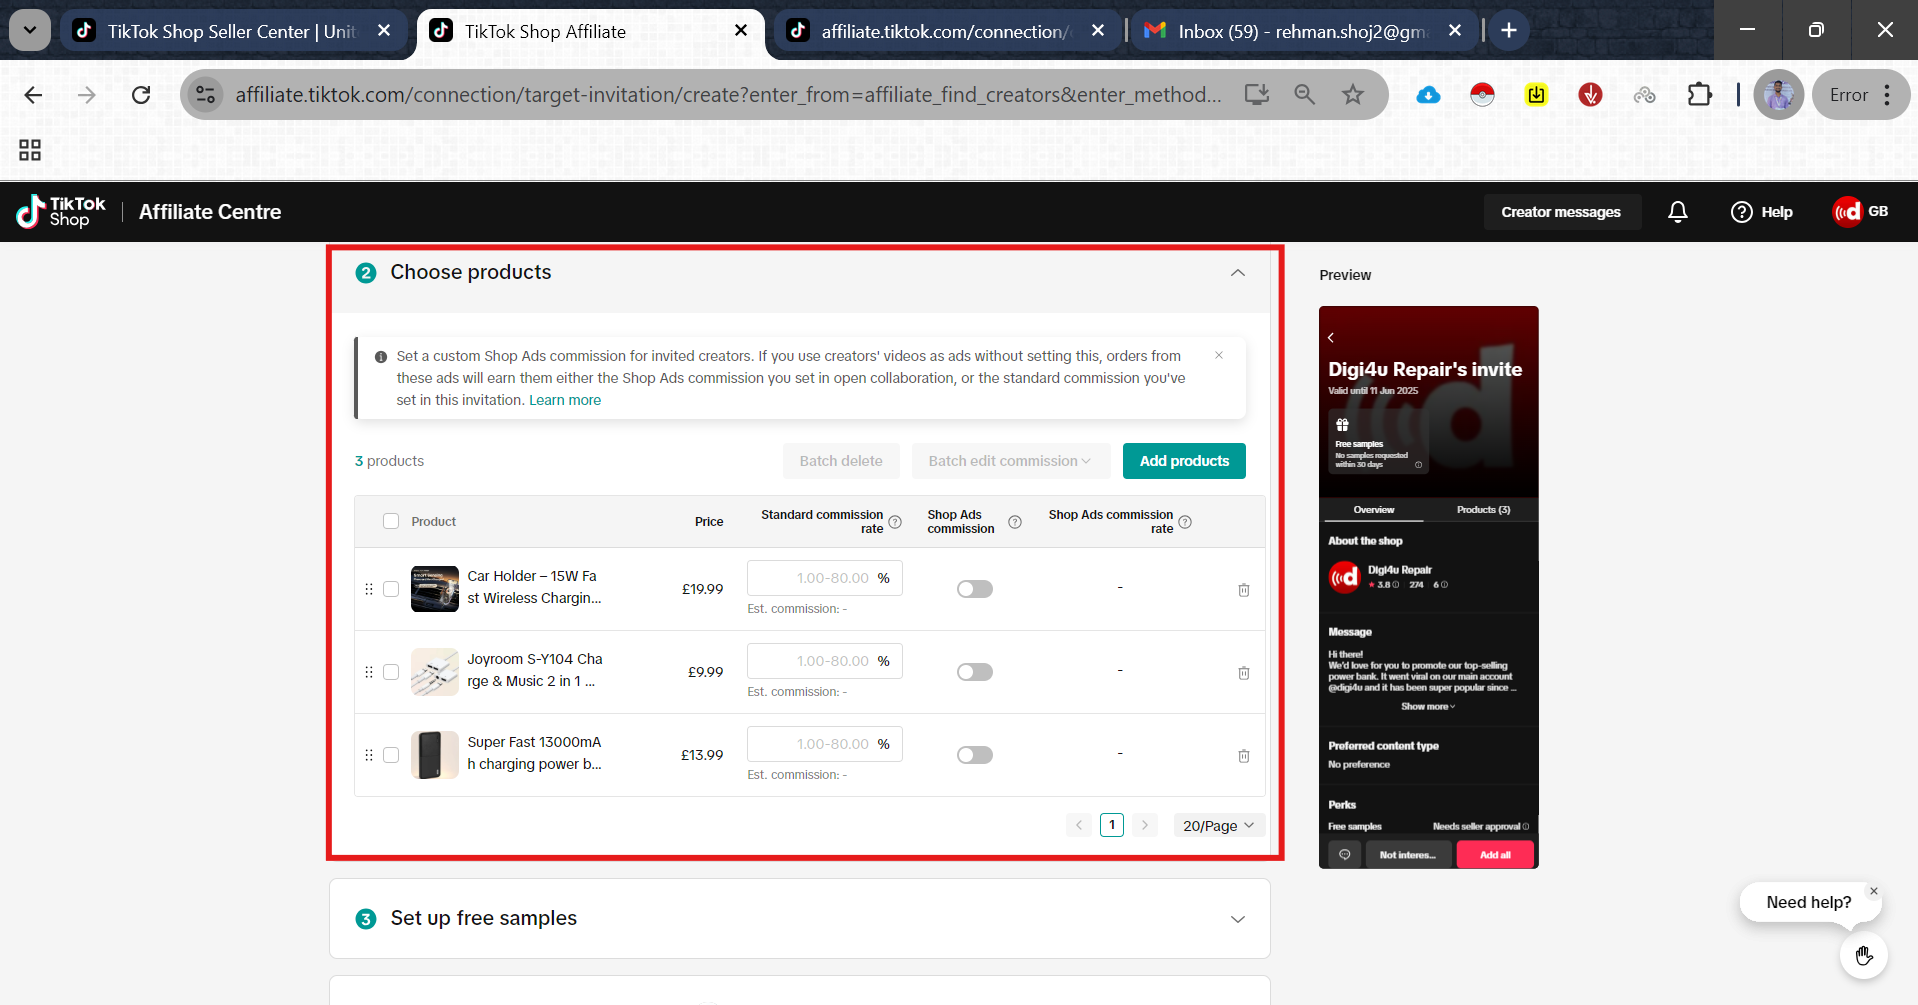 TikTok Shop Seller Center | Unit
TikTok Shop Affiliate
affiliate.tiktok.com/connection/
Inbox (59) - rehman.shoj2@gm
affiliate.tiktok.com/connection/target-invitation/create?enter_from=affiliate_find_creators&enter_method...
Error
TikTok
Shop
Affiliate Centre
Creator messages
Help
GB
2 Choose products
Set a custom Shop Ads commission for invited creators. If you use creators' videos as ads without setting this, orders from
these ads will earn them either the Shop Ads commission you set in open collaboration, or the standard commission you've
set in this invitation. Learn more
3 products
Batch delete
Batch edit commission
Add products
Product
Price
Standard commission
rate
Shop Ads
commission
Shop Ads commission
rate
Car Holder – 15W Fa
st Wireless Chargin...
£19.99
1.00-80.00 %
Est. commission: -
-
Joyroom S-Y104 Cha
rge & Music 2 in 1 ...
£9.99
1.00-80.00 %
Est. commission: -
-
Super Fast 13000mA
h charging power b...
£13.99
1.00-80.00 %
Est. commission: -
-
1
20/Page
3 Set up free samples
Preview
Digi4u Repair's invite
Valid until 11 Jun 2025
Free samples
No samples requested
within 30 days
Overview
Products (3)
About the shop
Digi4u Repair
3.8 274 6
Message
Hi there!
We'd love for you to promote our top-selling
power bank. It went viral on our main account
@digi4u and it has been super popular since ...
Show more
Preferred content type
No preference
Perks
Free samples
Needs seller approval
Not interes...
Add all
Need help?